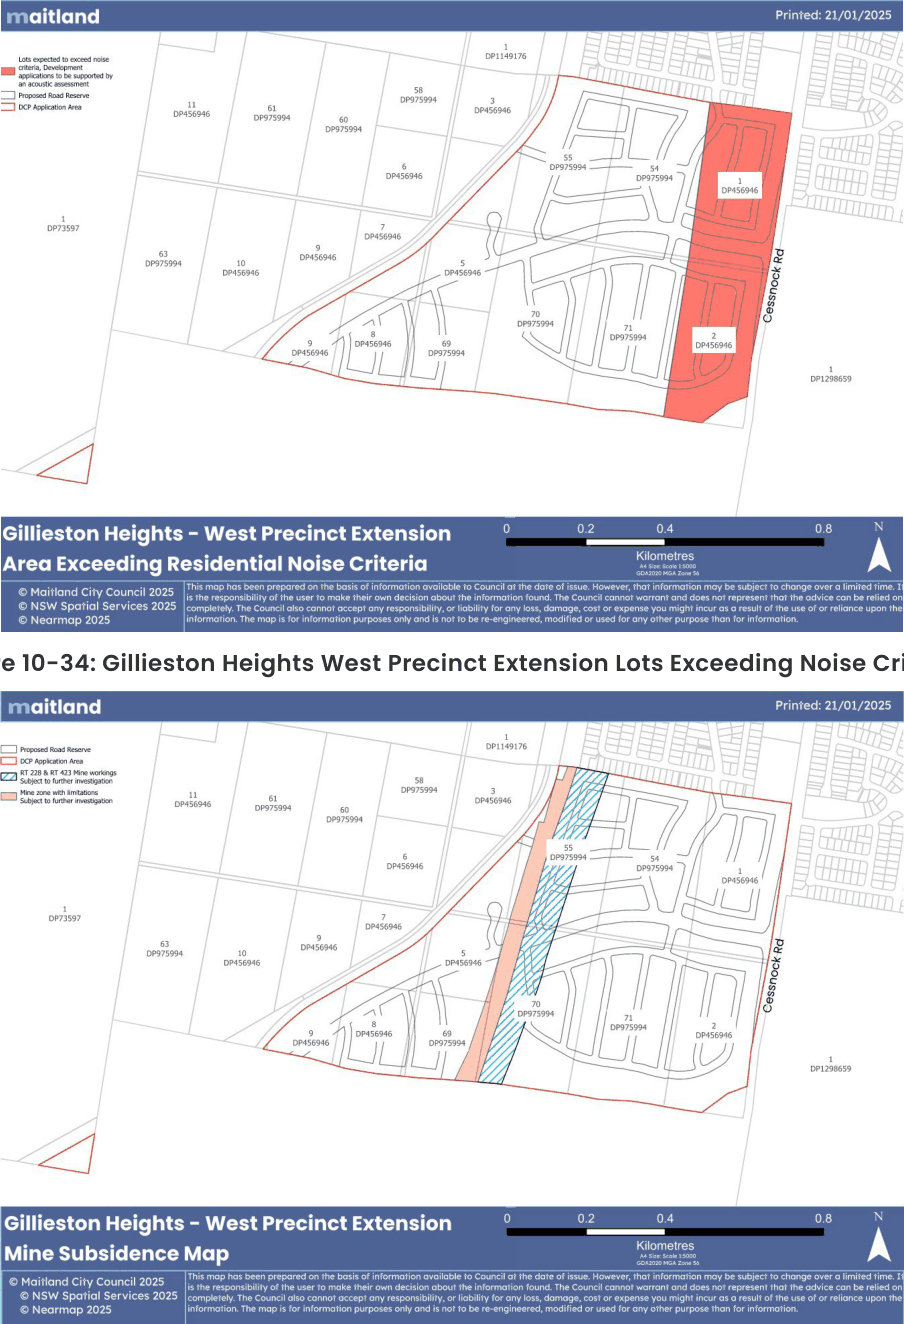 maitland
Printed: 21/01/2025
Lots expected to exceed noise
criteria, Development
applications to be supported by
an acoustic assessment
Proposed Road Reserve
DCP Application Area
1
DP1149176
11
DP456946
61
DP975994
60
DP975994
58
DP975994
3
DP456946
6
DP456946
55
DP975994
54
DP975994
1
DP456946
1
DP73597
63
DP975994
10
DP456946
9
DP456946
7
DP456946
5
DP456946
70
DP975994
71
DP975994
2
DP456946
9
DP456946
8
DP456946
69
DP975994
Cessnock Rd
1
DP1298659
Gillieston Heights - West Precinct Extension
Area Exceeding Residential Noise Criteria
0 0.2 0.4 0.8
Kilometres
A4 Size: Scale 1:5000
GDA2020 MGA Zone 56
N
© Maitland City Council 2025
© NSW Spatial Services 2025
© Nearmap 2025
This map has been prepared on the basis of information available to Council at the date of issue. However, that information may be subject to change over a limited time. It
is the responsibility of the user to make their own decision about the information found. The Council cannot warrant and does not represent that the advice can be relied on
completely. The Council also cannot accept any responsibility, or liability for any loss, damage, cost or expense you might incur as a result of the use of or reliance upon the
information. The map is for information purposes only and is not to be re-engineered, modified or used for any other purpose than for information.
e 10-34: Gillieston Heights West Precinct Extension Lots Exceeding Noise Cri
maitland
Printed: 21/01/2025
Proposed Road Reserve
DCP Application Area
RT 228 & RT 423 Mine workings
Subject to further investigation
Mine zone with limitations
Subject to further investigation
1
DP1149176
11
DP456946
61
DP975994
60
DP975994
58
DP975994
3
DP456946
6
DP456946
55
DP975994
54
DP975994
1
DP456946
1
DP73597
63
DP975994
10
DP456946
9
DP456946
7
DP456946
5
DP456946
70
DP975994
71
DP975994
2
DP456946
9
DP456946
8
DP456946
69
DP975994
Cessnock Rd
1
DP1298659
Gillieston Heights - West Precinct Extension
Mine Subsidence Map
0 0.2 0.4 0.8
Kilometres
A4 Size: Scale 1:5000
GDA2020 MGA Zone 56
N
© Maitland City Council 2025
© NSW Spatial Services 2025
© Nearmap 2025
This map has been prepared on the basis of information available to Council at the date of issue. However, that information may be subject to change over a limited time. It
is the responsibility of the user to make their own decision about the information found. The Council cannot warrant and does not represent that the advice can be relied on
completely. The Council also cannot accept any responsibility, or liability for any loss, damage, cost or expense you might incur as a result of the use of or reliance upon the
information. The map is for information purposes only and is not to be re-engineered, modified or used for any other purpose than for information.